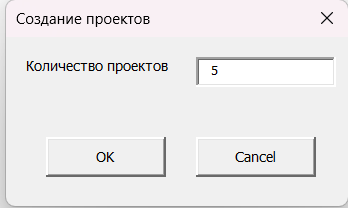 Создание проектов
Количество проектов
5
OK
Cancel